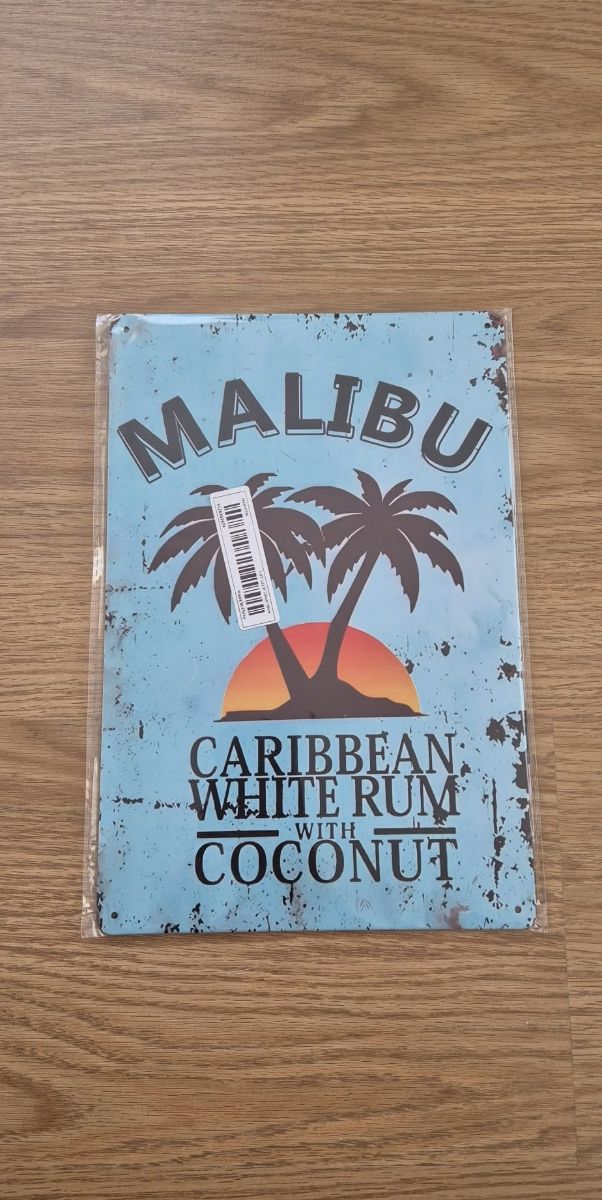 MALIBU
CARIBBEAN
WHITE RUM
WITH
COCONUT